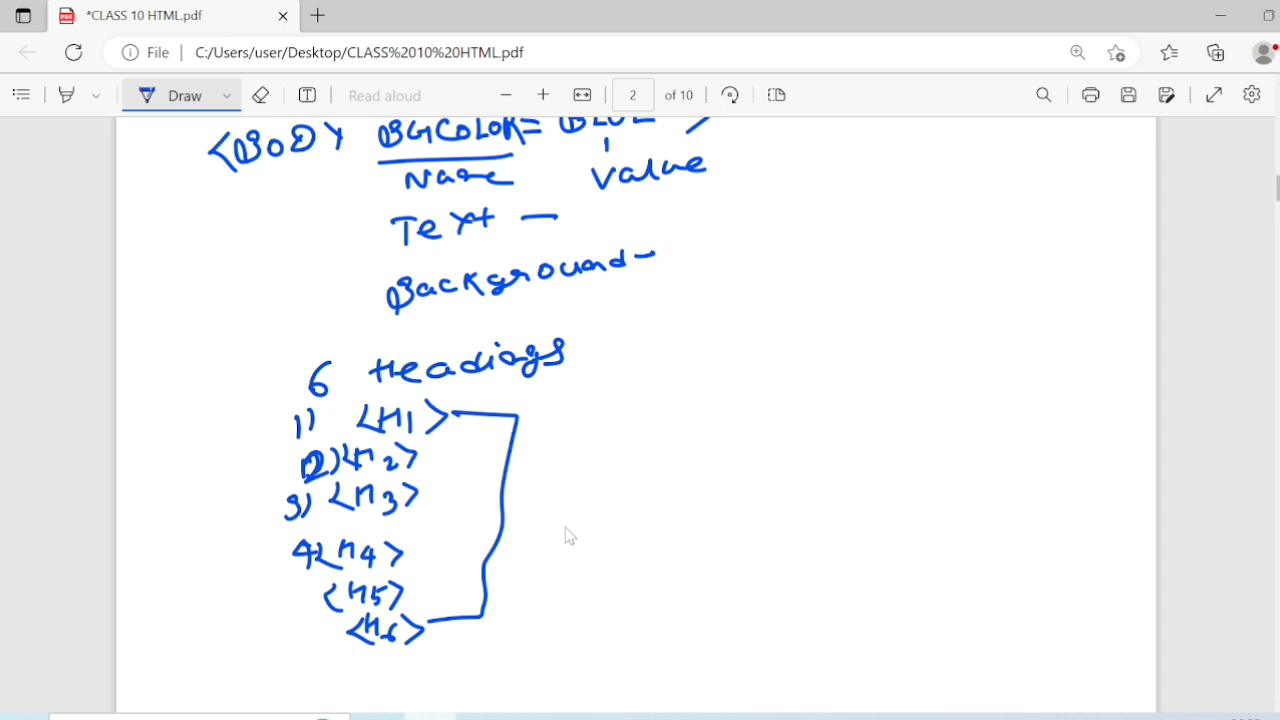 *CLASS 10 HTML.pdf
File | C:/Users/user/Desktop/CLASS%2010%20HTML.pdf
Draw Read aloud 2 of 10
<BODY BGCOLOR= BLUE >
Name Value
Text —
Background -
6 Headings
1) <H1>
2) <H2>
3) <H3>
4 <H4>
<H5>
<H6>